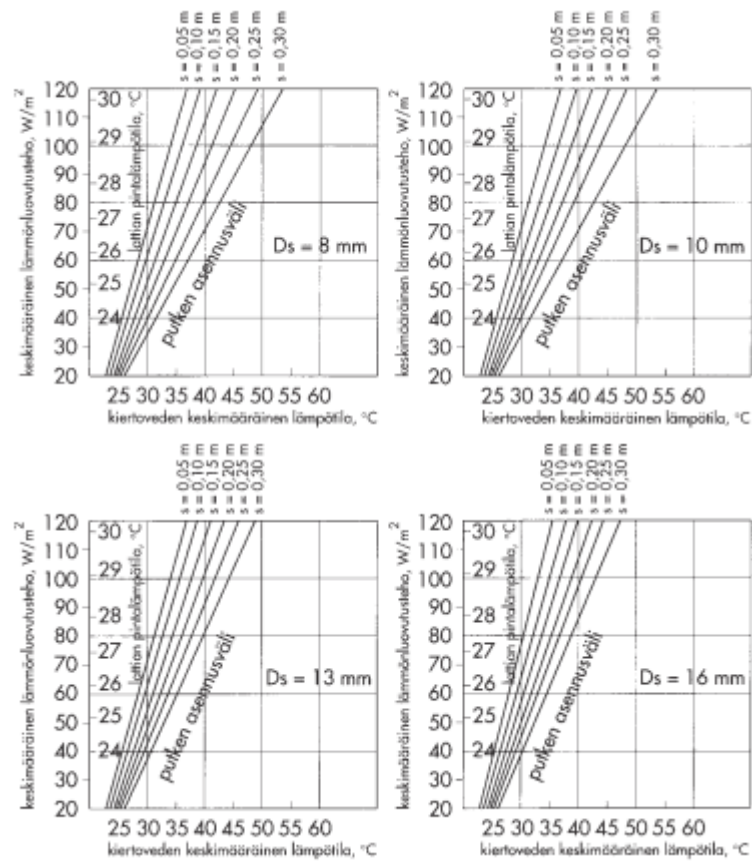 s = 0,05 m
s = 0,10 m
s = 0,15 m
s = 0,20 m
s = 0,25 m
s = 0,30 m
keskimääräinen lämmönluovutusteho, W/m²
120
100
90
80
70
60
50
40
30
20
lattian pintalämpötila, °C
30
29
28
27
26
25
24
putken asennusväli
Ds = 8 mm
25 30 35 40 45 50 55 60
kiertoveden keskimääräinen lämpötila, °C
s = 0,05 m
s = 0,10 m
s = 0,15 m
s = 0,20 m
s = 0,25 m
s = 0,30 m
keskimääräinen lämmönluovutusteho, W/m²
120
100
90
80
70
60
50
40
30
20
lattian pintalämpötila, °C
30
29
28
27
26
25
24
putken asennusväli
Ds = 10 mm
25 30 35 40 45 50 55 60
kiertoveden keskimääräinen lämpötila, °C
s = 0,05 m
s = 0,10 m
s = 0,15 m
s = 0,20 m
s = 0,25 m
s = 0,30 m
keskimääräinen lämmönluovutusteho, W/m²
120
100
90
80
70
60
50
40
30
20
lattian pintalämpötila, °C
30
29
28
27
26
25
24
putken asennusväli
Ds = 13 mm
25 30 35 40 45 50 55 60
kiertoveden keskimääräinen lämpötila, °C
s = 0,05 m
s = 0,10 m
s = 0,15 m
s = 0,20 m
s = 0,25 m
s = 0,30 m
keskimääräinen lämmönluovutusteho, W/m²
120
100
90
80
70
60
50
40
30
20
lattian pintalämpötila, °C
30
29
28
27
26
25
24
putken asennusväli
Ds = 16 mm
25 30 35 40 45 50 55 60
kiertoveden keskimääräinen lämpötila, °C